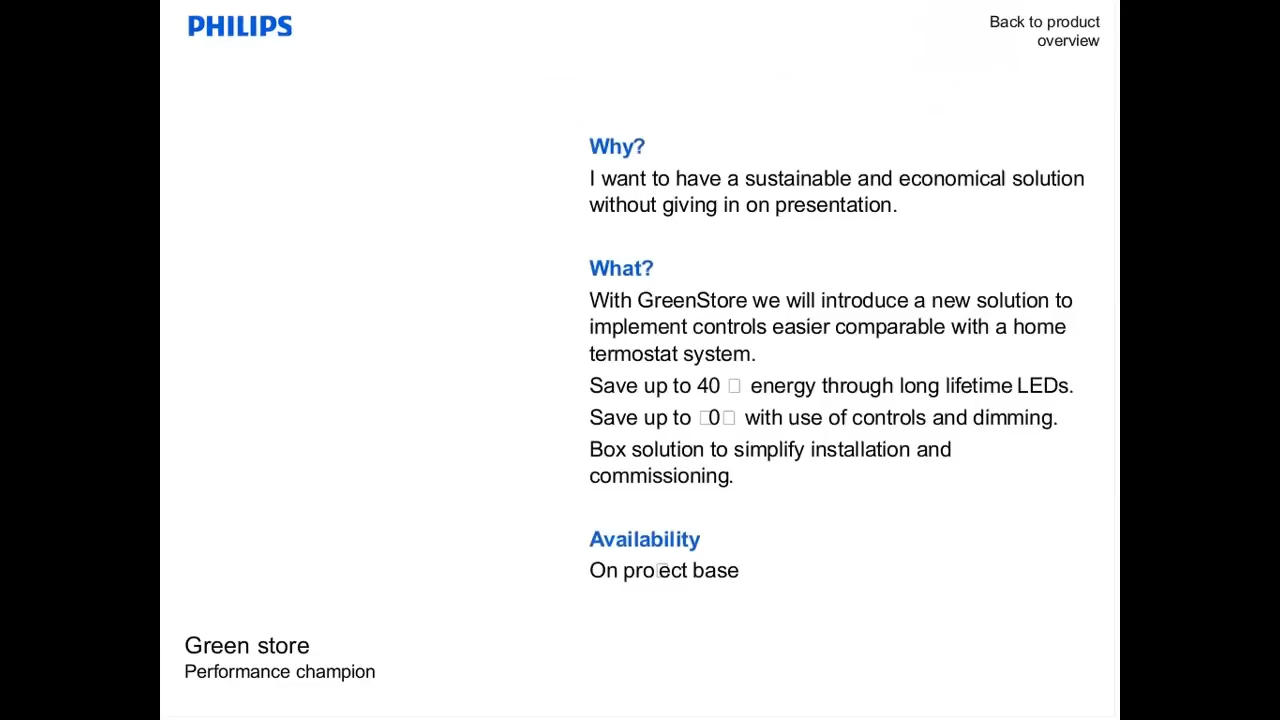 PHILIPS
Back to product
overview
Why?
I want to have a sustainable and economical solution
without giving in on presentation.
What?
With GreenStore we will introduce a new solution to
implement controls easier comparable with a home
termostat system.
Save up to 40 □ energy through long lifetime LEDs.
Save up to □0□ with use of controls and dimming.
Box solution to simplify installation and
commissioning.
Availability
On pro□ect base
Green store
Performance champion